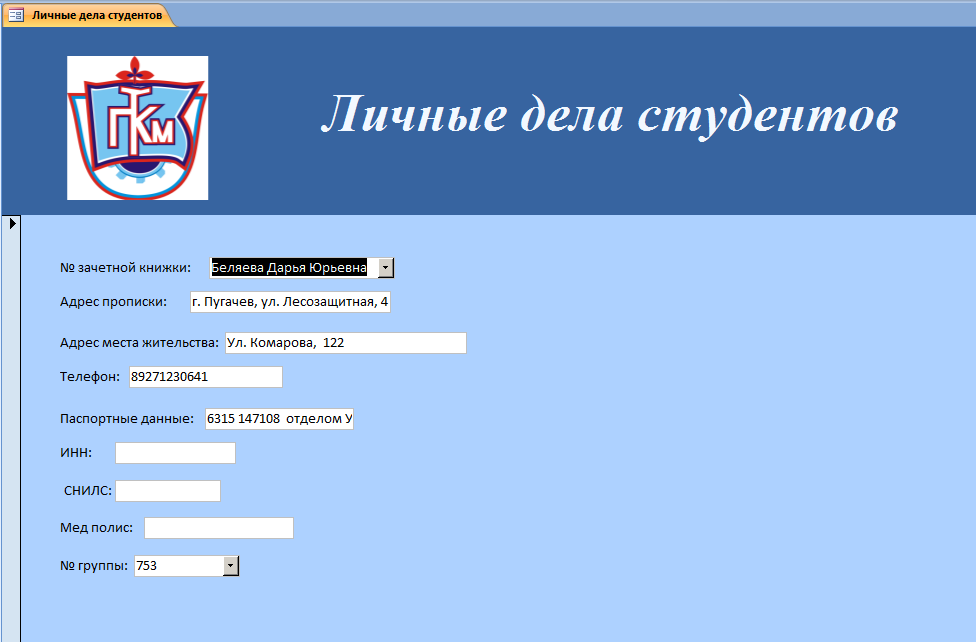 Личные дела студентов
ГТКМ
Личные дела студентов
№ зачетной книжки: Беляева Дарья Юрьевна
Адрес прописки: г. Пугачев, ул. Лесозащитная, 4
Адрес места жительства: Ул. Комарова, 122
Телефон: 89271230641
Паспортные данные: 6315 147108 отделом У
ИНН:
СНИЛС:
Мед полис:
№ группы: 753